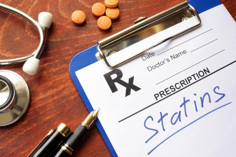 Date
Doctor's Name
Rx
PRESCRIPTION
Statins